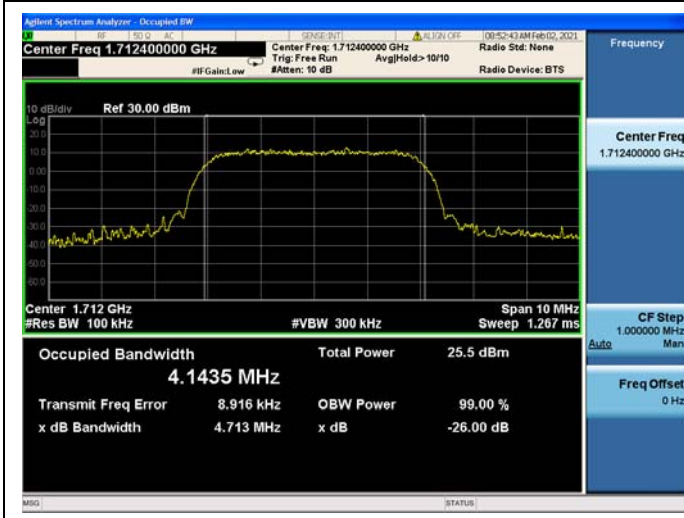 Agilent Spectrum Analyzer - Occupied BW
RF 50 Ω AC SENSE:INT ALIGN OFF 08:52:43 AM Feb 02, 2021
Center Freq 1.712400000 GHz
Center Freq: 1.712400000 GHz Radio Std: None
Trig: Free Run Avg|Hold:>10/10
#IFGain:Low #Atten: 10 dB Radio Device: BTS
Frequency
10 dB/div Ref 30.00 dBm
Log
20.0
10.0
0.00
-10.0
-20.0
-30.0
-40.0
-50.0
-60.0
Center Freq
1.712400000 GHz
Center 1.712 GHz Span 10 MHz
#Res BW 100 kHz #VBW 300 kHz Sweep 1.267 ms
CF Step
1.000000 MHz
Auto Man
Occupied Bandwidth Total Power 25.5 dBm
4.1435 MHz
Transmit Freq Error 8.916 kHz OBW Power 99.00 %
x dB Bandwidth 4.713 MHz x dB -26.00 dB
Freq Offset
0 Hz
MSG STATUS